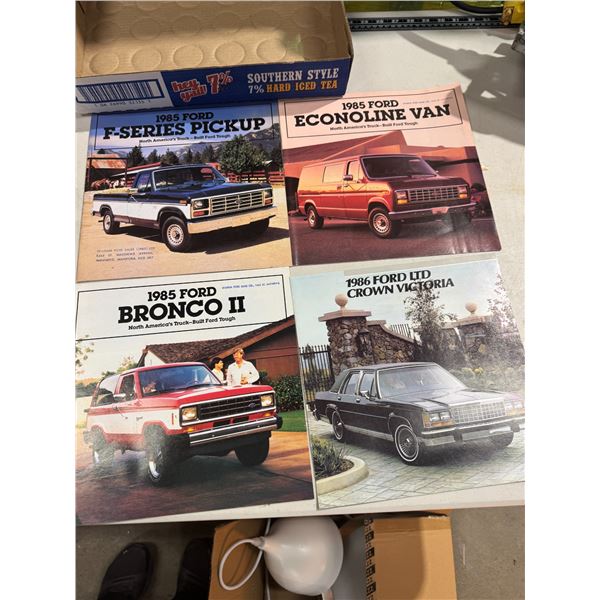 hey y'all 7%
SOUTHERN STYLE
7% HARD ICED TEA
1985 FORD
F-SERIES PICKUP
North America's Truck-Built Ford Tough
1985 FORD
ECONOLINE VAN
North America's Truck-Built Ford Tough
1985 FORD
BRONCO II
North America's Truck-Built Ford Tough
1986 FORD LTD
CROWN VICTORIA